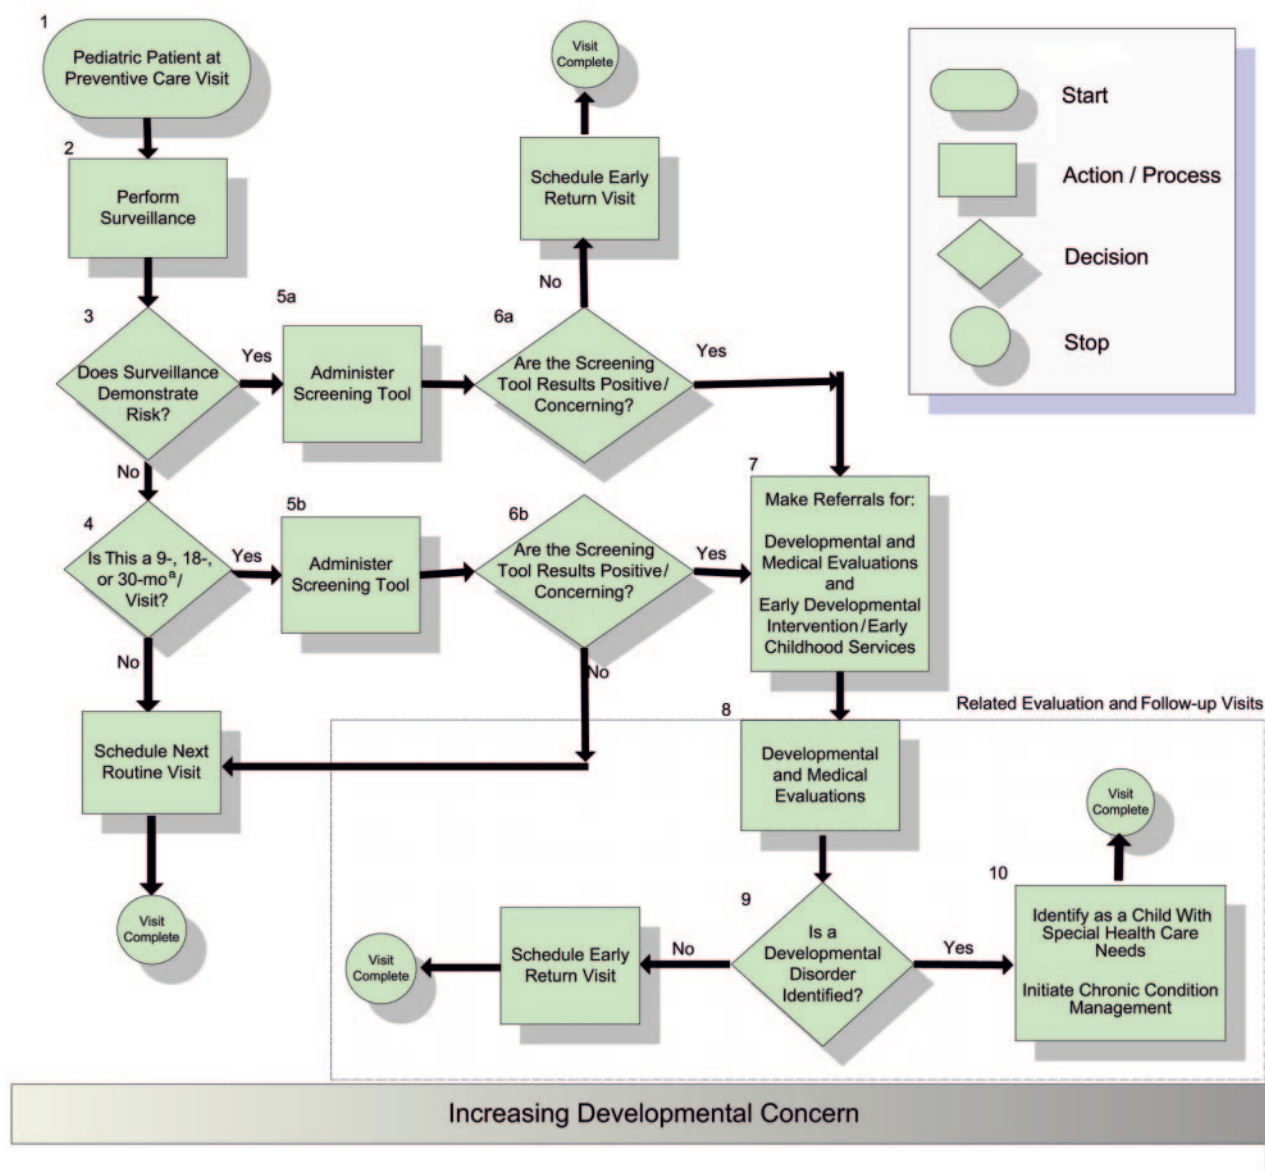 1
Pediatric Patient at
Preventive Care Visit
2
Perform
Surveillance
3
Does Surveillance
Demonstrate
Risk?
Yes
No
5a
Administer
Screening Tool
6a
Are the Screening
Tool Results Positive/
Concerning?
Yes
No
Schedule Early
Return Visit
Visit
Complete
Start
Action / Process
Decision
Stop
4
Is This a 9-, 18-,
or 30-moᵃ/
Visit?
Yes
No
5b
Administer
Screening Tool
6b
Are the Screening
Tool Results Positive/
Concerning?
Yes
No
7
Make Referrals for:
Developmental and
Medical Evaluations
and
Early Developmental
Intervention/Early
Childhood Services
Schedule Next
Routine Visit
Visit
Complete
Related Evaluation and Follow-up Visits
8
Developmental
and Medical
Evaluations
9
Is a
Developmental
Disorder
Identified?
No
Yes
Schedule Early
Return Visit
Visit
Complete
10
Identify as a Child With
Special Health Care
Needs
Initiate Chronic Condition
Management
Visit
Complete
Increasing Developmental Concern